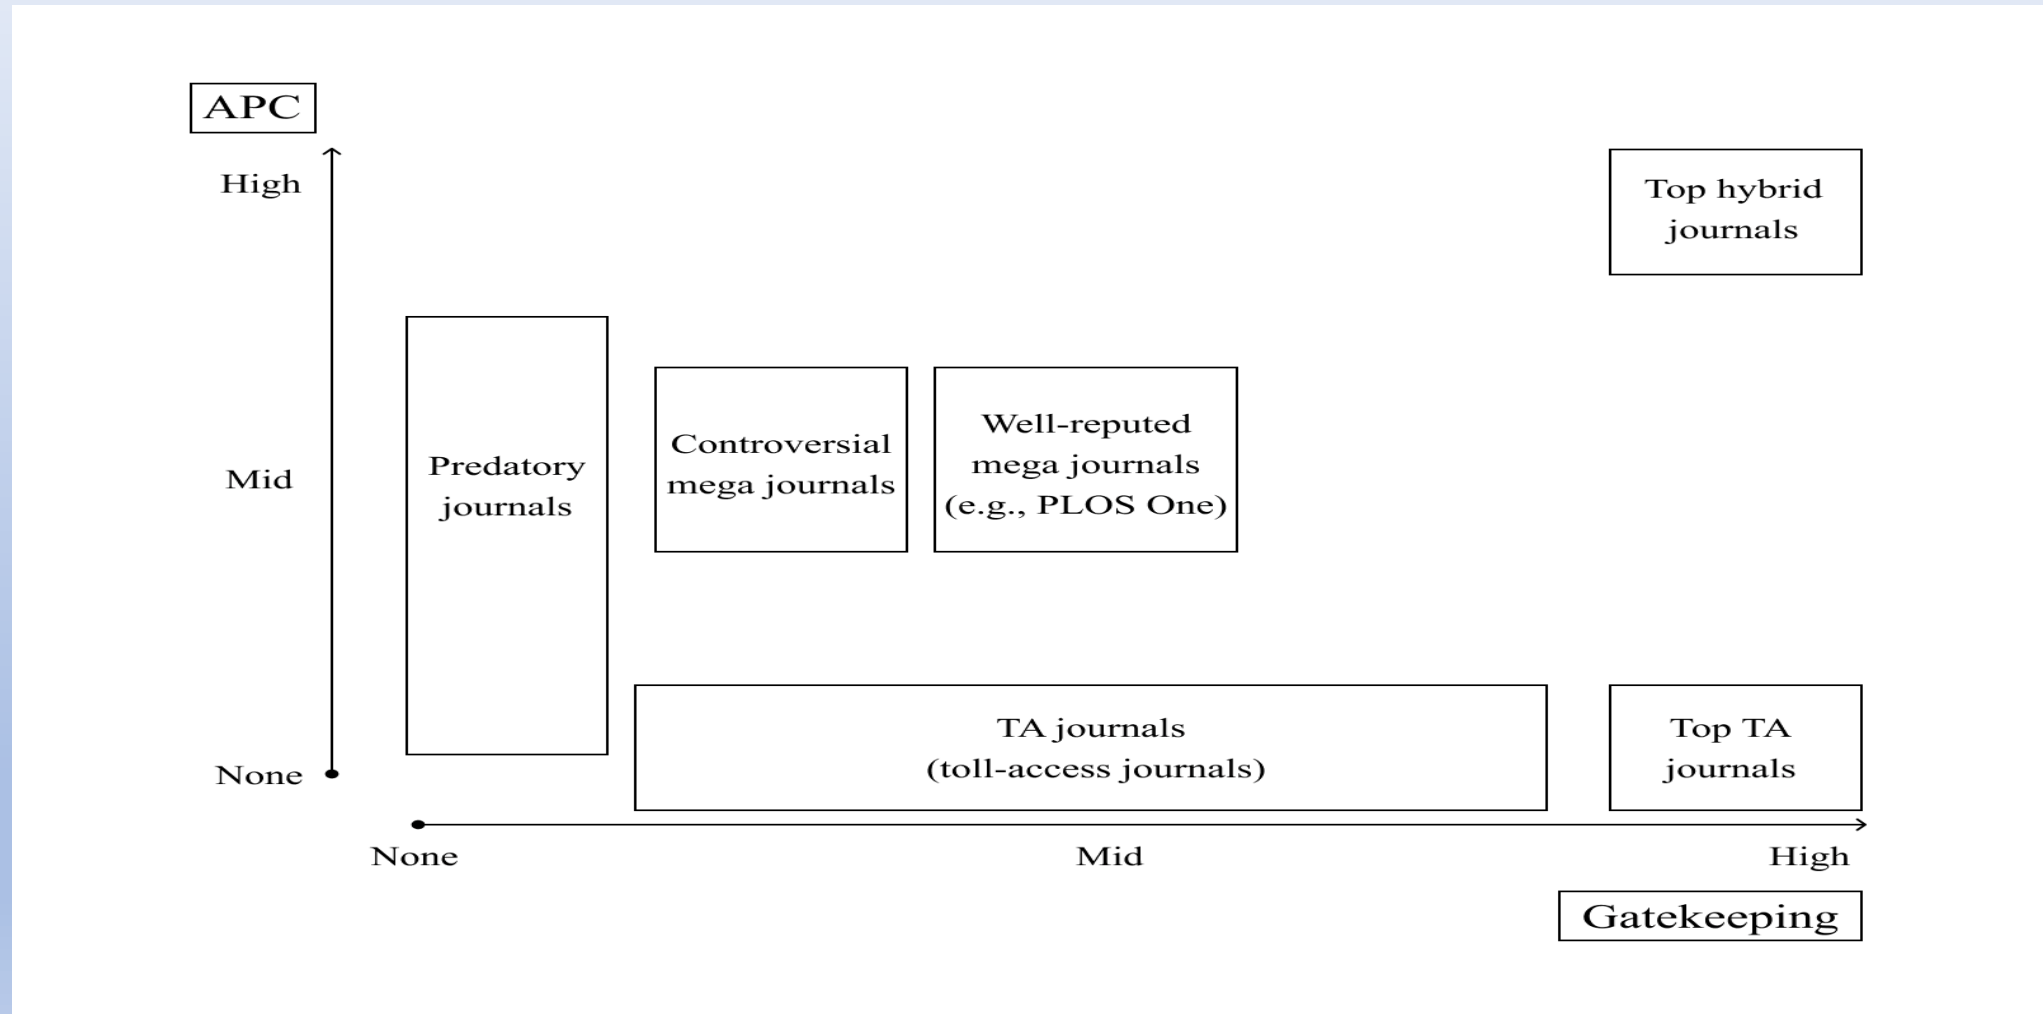 APC
High
Top hybrid
journals
Predatory
journals
Controversial
mega journals
Well-reputed
mega journals
(e.g., PLOS One)
Mid
TA journals
(toll-access journals)
Top TA
journals
None
None
Mid
High
Gatekeeping